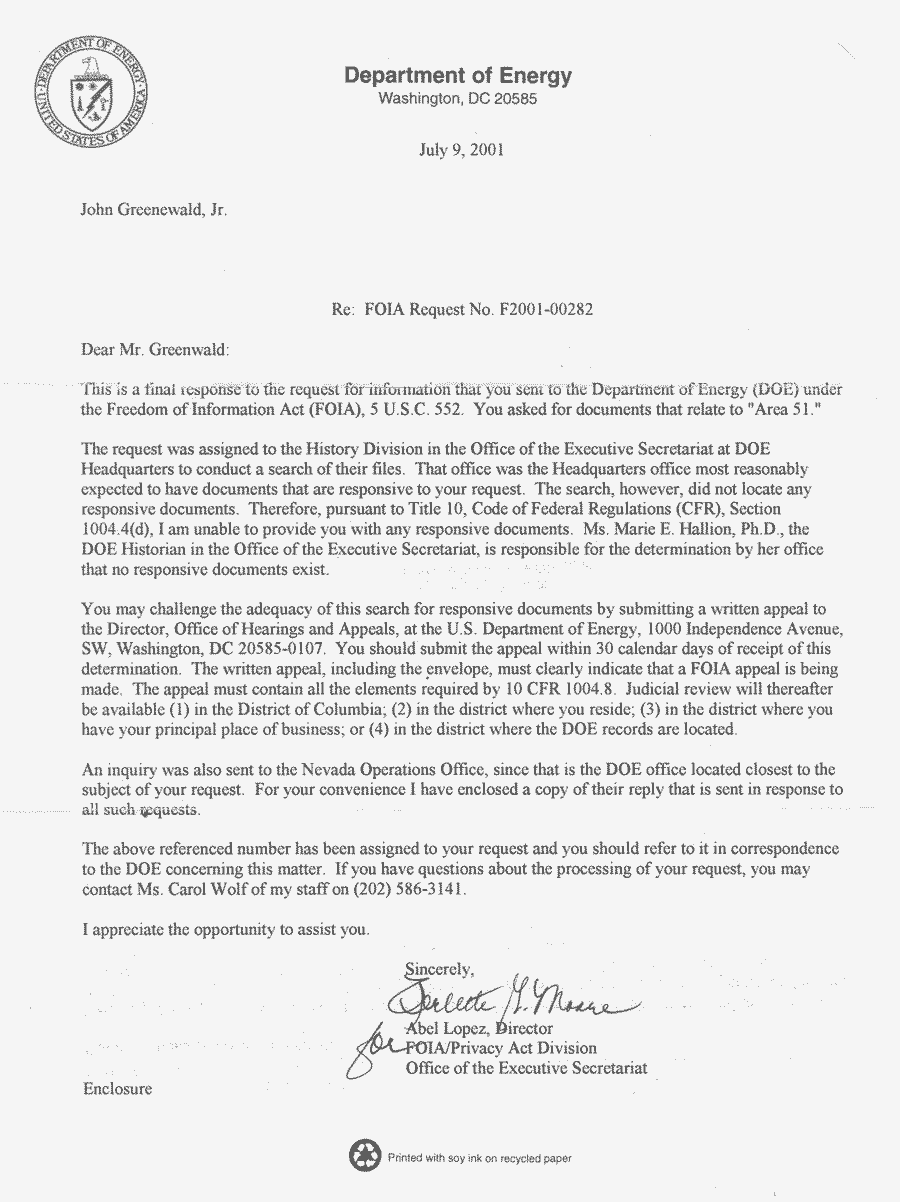 DEPARTMENT OF ENERGY
UNITED STATES OF AMERICA
Department of Energy
Washington, DC 20585
July 9, 2001
John Greenewald, Jr.
Re: FOIA Request No. F2001-00282
Dear Mr. Greenwald:
This is a final response to the request for information that you sent to the Department of Energy (DOE) under
the Freedom of Information Act (FOIA), 5 U.S.C. 552. You asked for documents that relate to "Area 51."
The request was assigned to the History Division in the Office of the Executive Secretariat at DOE
Headquarters to conduct a search of their files. That office was the Headquarters office most reasonably
expected to have documents that are responsive to your request. The search, however, did not locate any
responsive documents. Therefore, pursuant to Title 10, Code of Federal Regulations (CFR), Section
1004.4(d), I am unable to provide you with any responsive documents. Ms. Marie E. Hallion, Ph.D., the
DOE Historian in the Office of the Executive Secretariat, is responsible for the determination by her office
that no responsive documents exist.
You may challenge the adequacy of this search for responsive documents by submitting a written appeal to
the Director, Office of Hearings and Appeals, at the U.S. Department of Energy, 1000 Independence Avenue,
SW, Washington, DC 20585-0107. You should submit the appeal within 30 calendar days of receipt of this
determination. The written appeal, including the envelope, must clearly indicate that a FOIA appeal is being
made. The appeal must contain all the elements required by 10 CFR 1004.8. Judicial review will thereafter
be available (1) in the District of Columbia; (2) in the district where you reside; (3) in the district where you
have your principal place of business; or (4) in the district where the DOE records are located.
An inquiry was also sent to the Nevada Operations Office, since that is the DOE office located closest to the
subject of your request. For your convenience I have enclosed a copy of their reply that is sent in response to
all such requests.
The above referenced number has been assigned to your request and you should refer to it in correspondence
to the DOE concerning this matter. If you have questions about the processing of your request, you may
contact Ms. Carol Wolf of my staff on (202) 586-3141.
I appreciate the opportunity to assist you.
Sincerely,
G. Moore
for Abel Lopez, Director
FOIA/Privacy Act Division
Office of the Executive Secretariat
Enclosure
Printed with soy ink on recycled paper